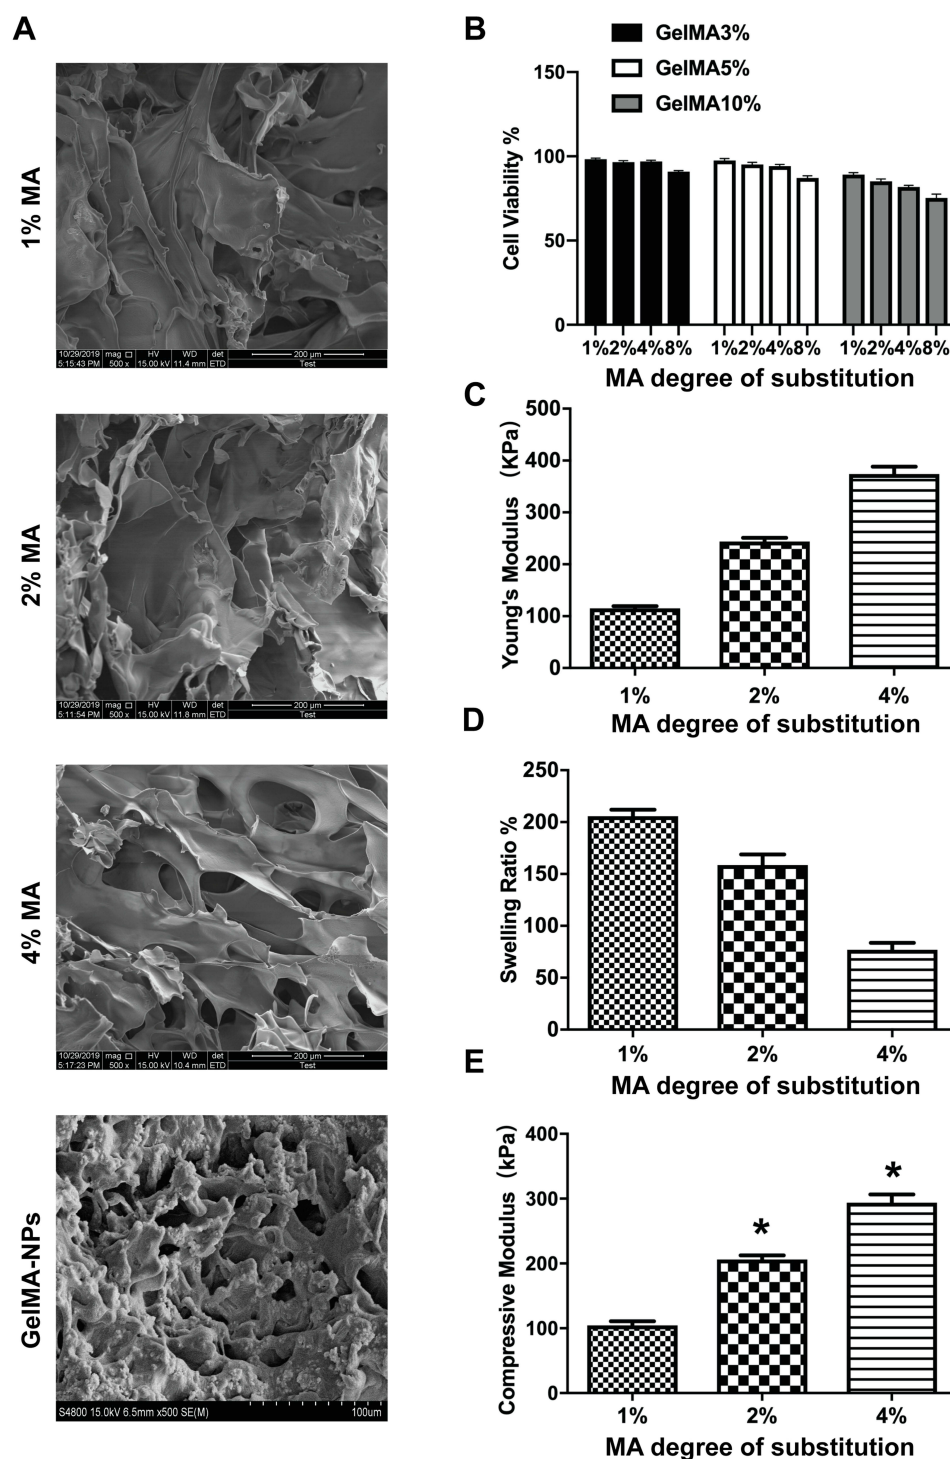 A
1% MA
10/29/2019 mag HV WD det 200 µm
5:15:43 PM 500 x 15.00 kV 11.4 mm ETD Test
2% MA
10/29/2019 mag HV WD det 200 µm
5:11:54 PM 500 x 15.00 kV 11.8 mm ETD Test
4% MA
10/29/2019 mag HV WD det 200 µm
5:17:23 PM 500 x 15.00 kV 10.4 mm ETD Test
GelMA-NPs
S4800 15.0kV 6.5mm x500 SE(M) 100um
B
GelMA3%
GelMA5%
GelMA10%
Cell Viability %
150
100
50
0
1% 2% 4% 8% 1% 2% 4% 8% 1% 2% 4% 8%
MA degree of substitution
C
Young's Modulus (KPa)
500
400
300
200
100
0
1% 2% 4%
MA degree of substitution
D
Swelling Ratio %
250
200
150
100
50
0
1% 2% 4%
MA degree of substitution
E
Compressive Modulus (kPa)
400
300
200
100
0
* *
1% 2% 4%
MA degree of substitution